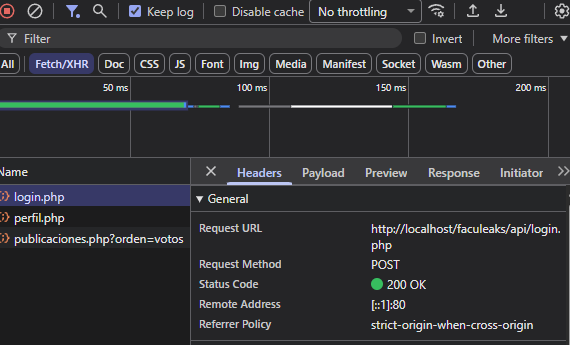 Keep log Disable cache No throttling
Filter Invert More filters
All Fetch/XHR Doc CSS JS Font Img Media Manifest Socket Wasm Other
50 ms 100 ms 150 ms 200 ms
Name
login.php
perfil.php
publicaciones.php?orden=votos
Headers Payload Preview Response Initiator
General
Request URL http://localhost/faculeaks/api/login.
php
Request Method POST
Status Code 200 OK
Remote Address [::1]:80
Referrer Policy strict-origin-when-cross-origin